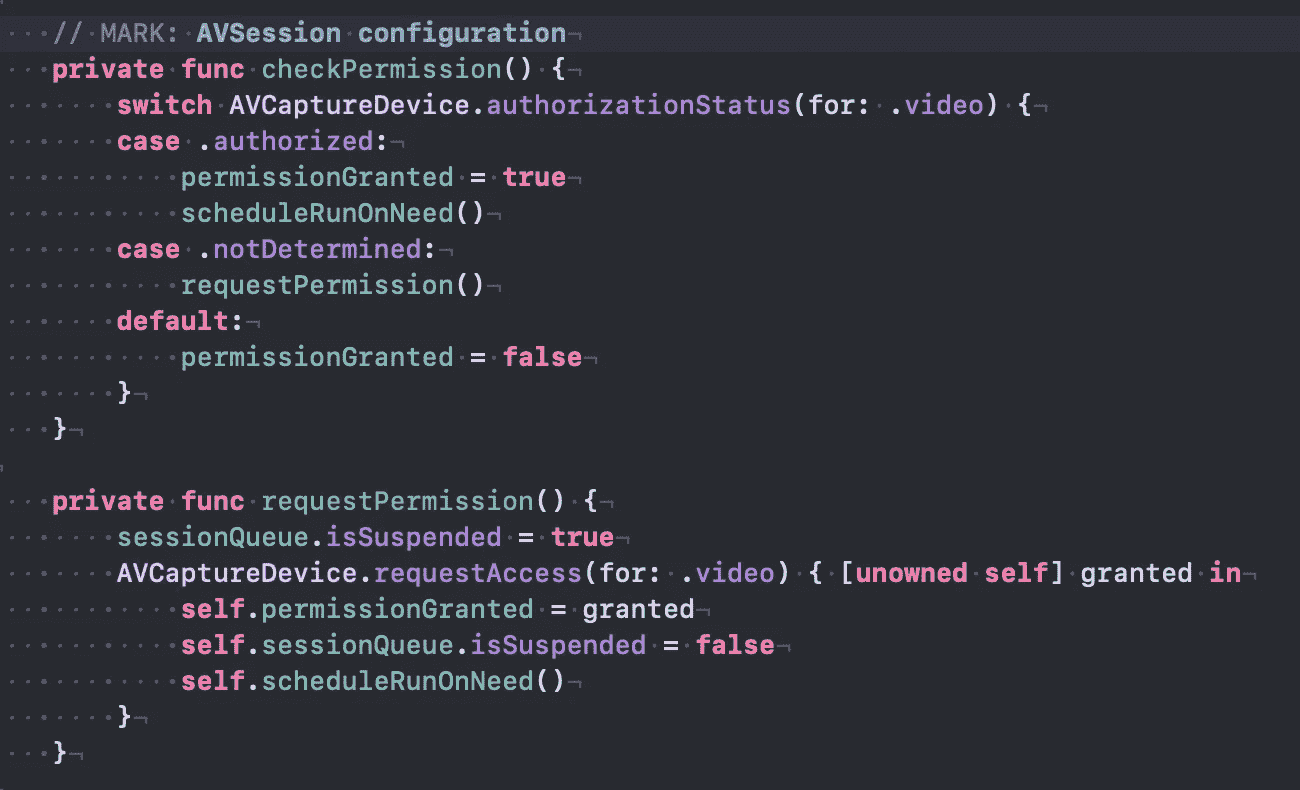 // MARK: AVSession configuration
private func checkPermission() {
switch AVCaptureDevice.authorizationStatus(for: .video) {
case .authorized:
permissionGranted = true
scheduleRunOnNeed()
case .notDetermined:
requestPermission()
default:
permissionGranted = false
}
}
private func requestPermission() {
sessionQueue.isSuspended = true
AVCaptureDevice.requestAccess(for: .video) { [unowned self] granted in
self.permissionGranted = granted
self.sessionQueue.isSuspended = false
self.scheduleRunOnNeed()
}
}